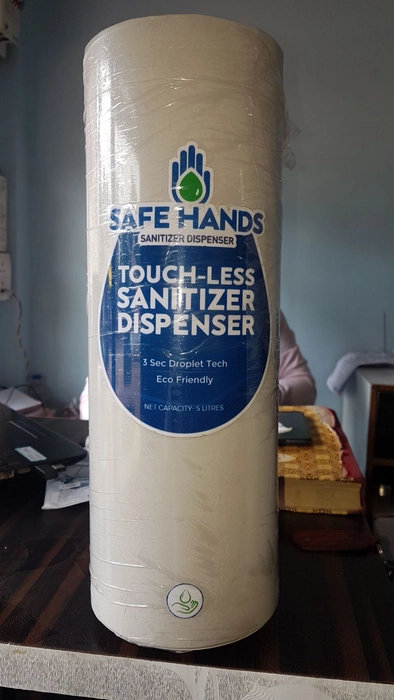 SAFE HANDS
SANITIZER DISPENSER
TOUCH-LESS
SANITIZER
DISPENSER
3 Sec Droplet Tech
Eco Friendly
NET CAPACITY- 5 LITRES